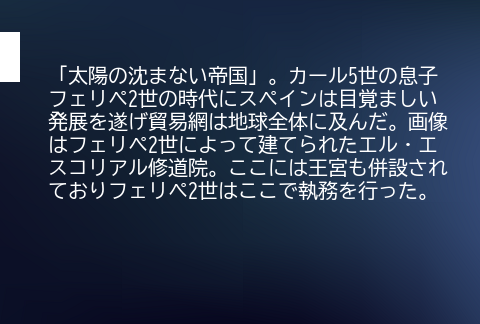 「太陽の沈まない帝国」。カール5世の息子
フェリペ2世の時代にスペインは目覚ましい
発展を遂げ貿易網は地球全体に及んだ。画像
はフェリペ2世によって建てられたエル・エ
スコリアル修道院。ここには王宮も併設され
ておりフェリペ2世はここで執務を行った。